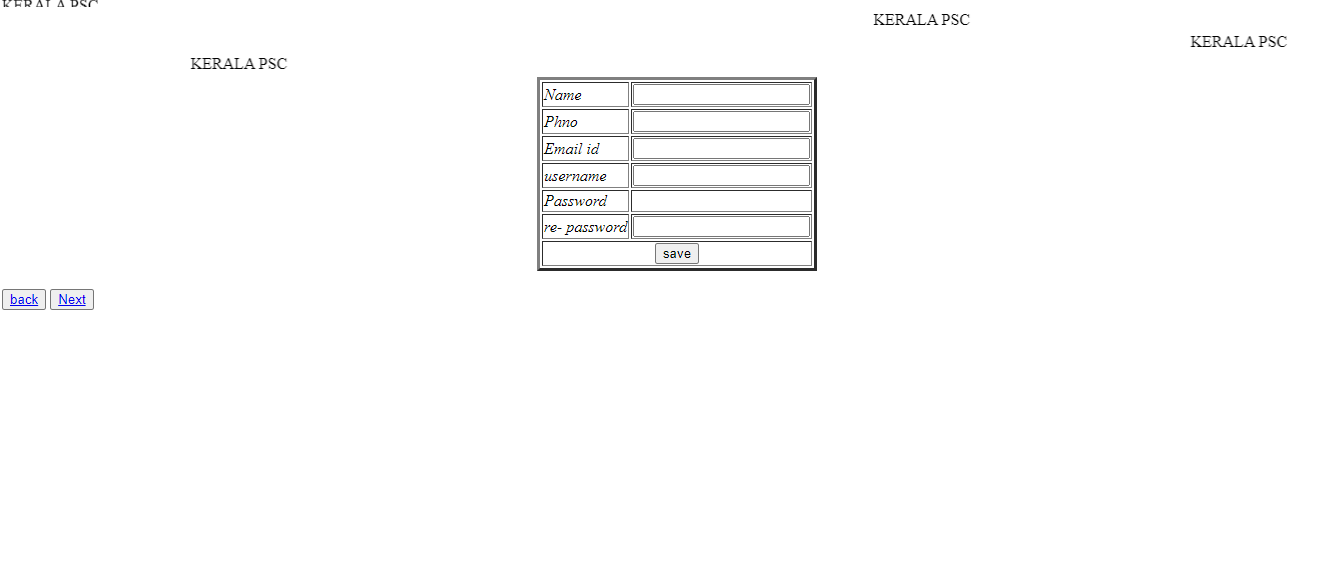 KERALA PSC
KERALA PSC
KERALA PSC
KERALA PSC
Name
Phno
Email id
username
Password
re- password
save
back Next